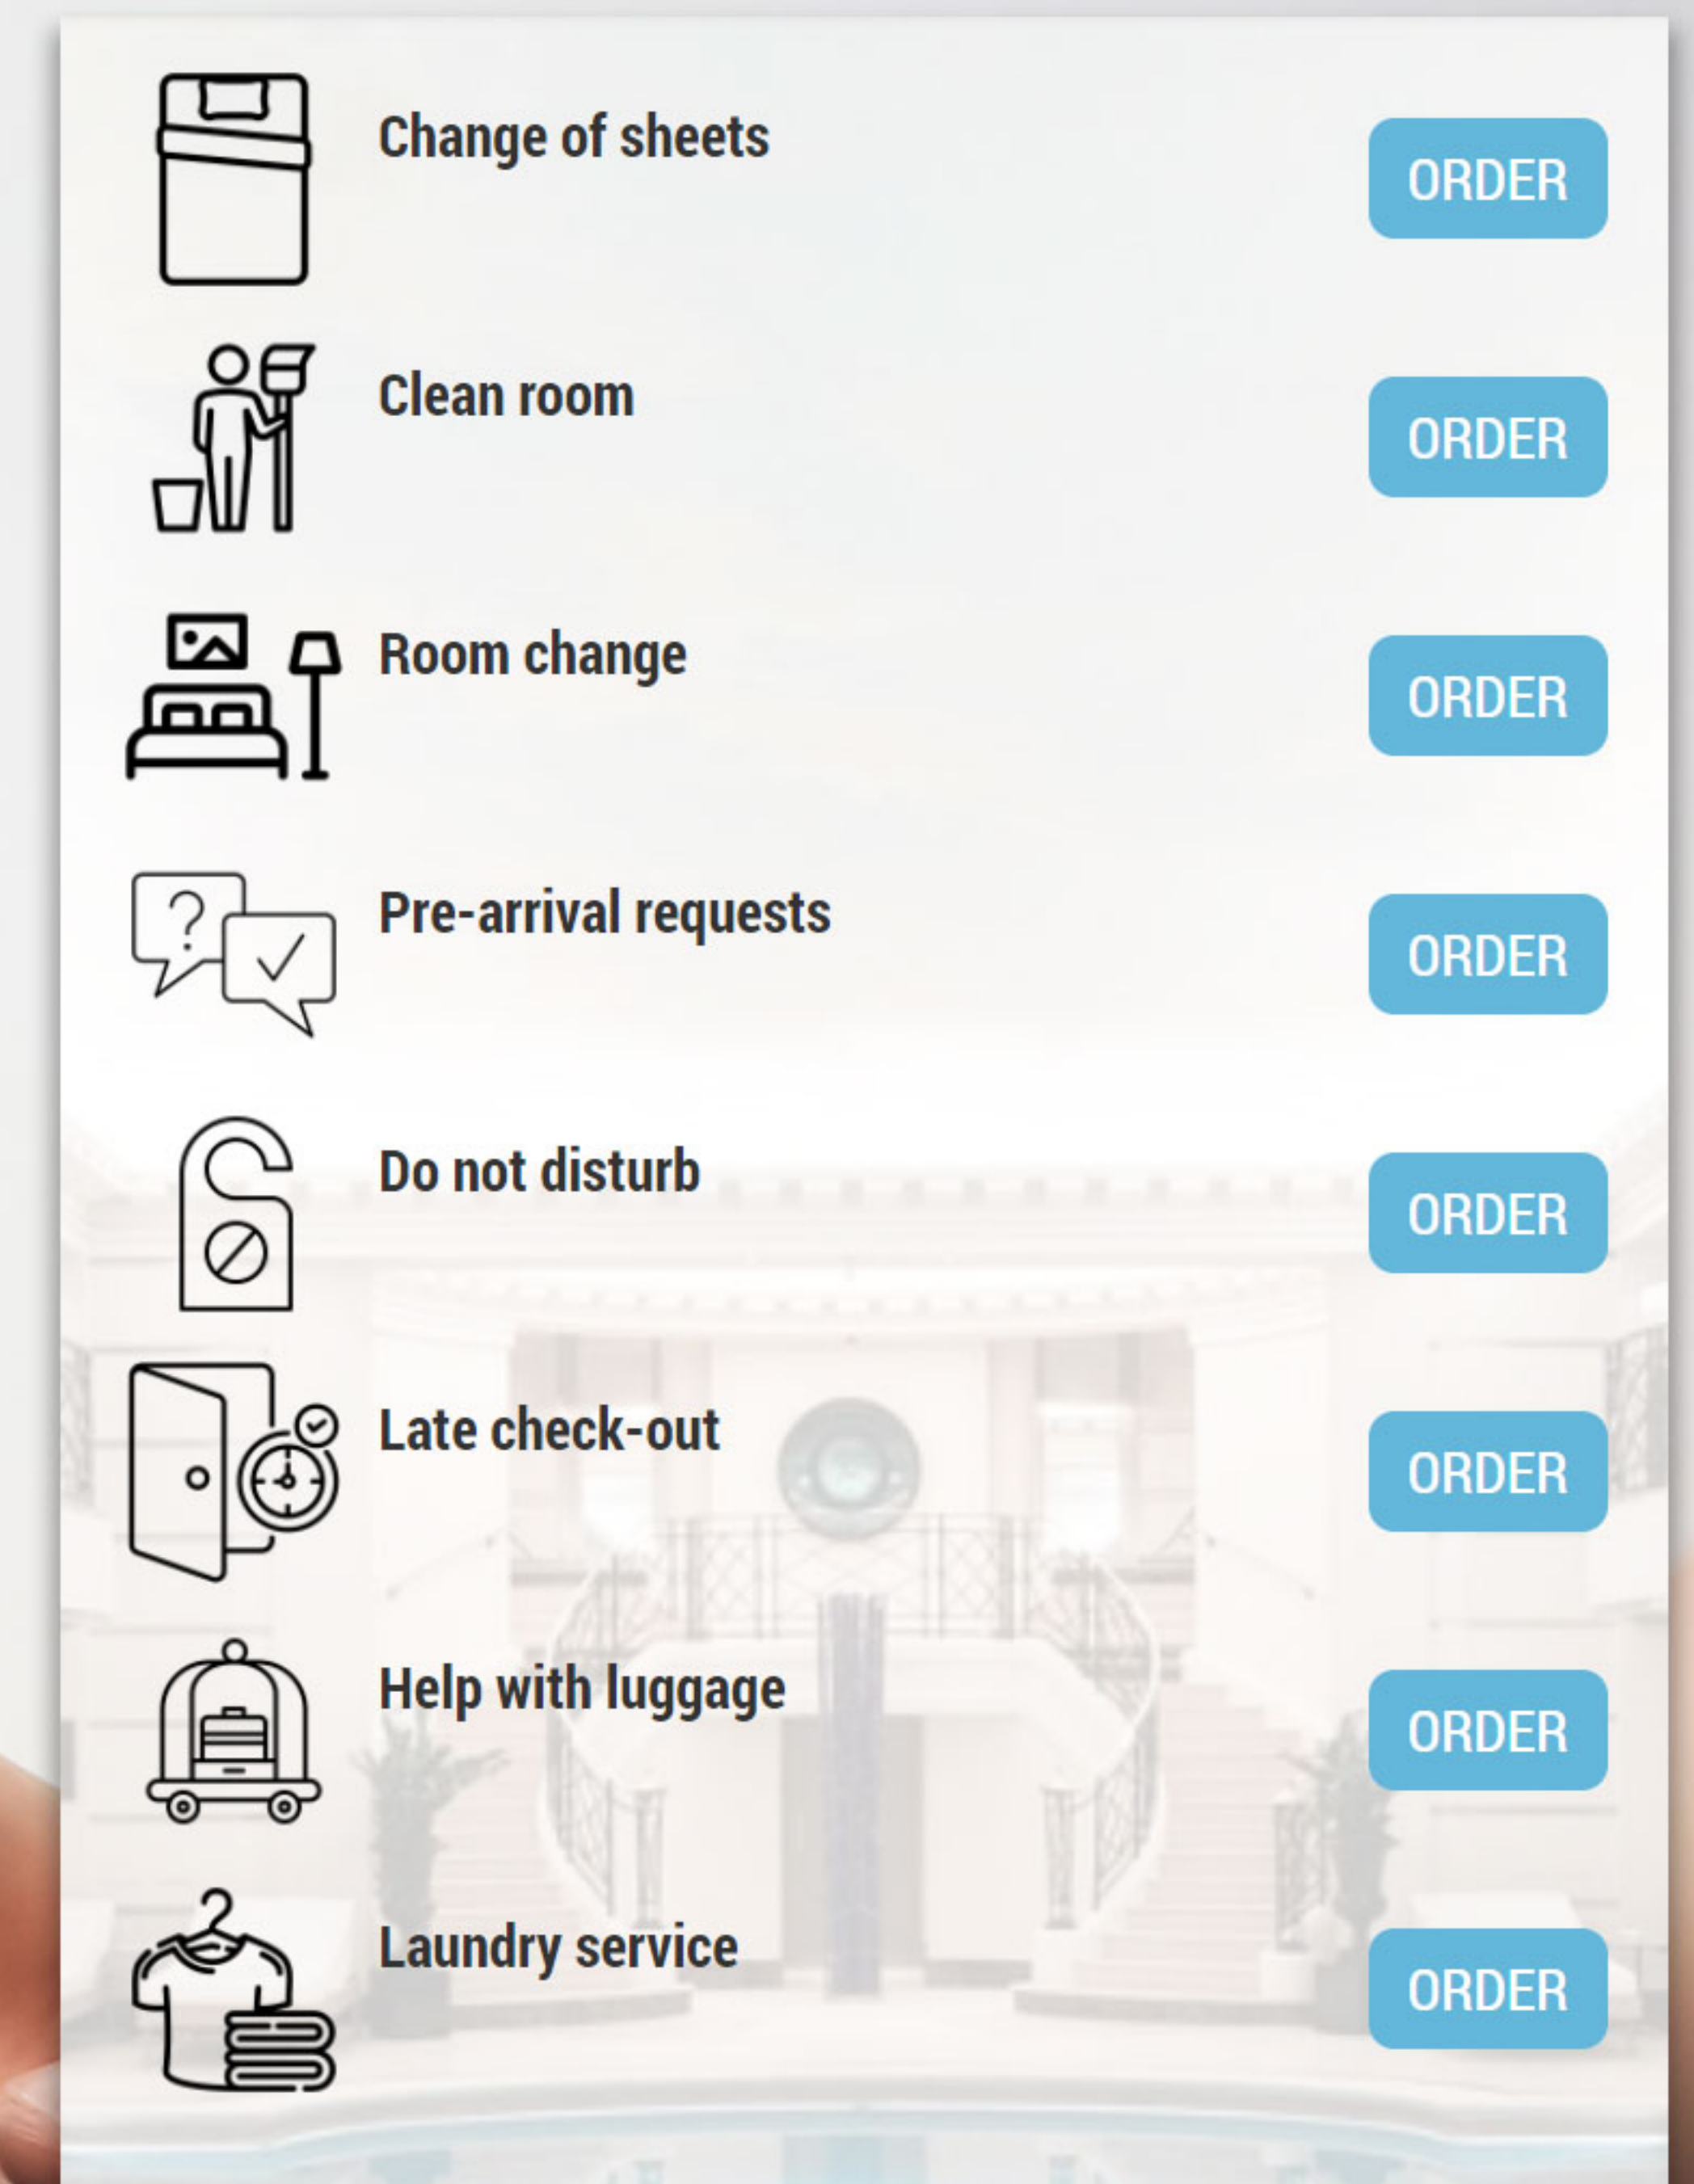 Change of sheets
ORDER
Clean room
ORDER
Room change
ORDER
Pre-arrival requests
ORDER
Do not disturb
ORDER
Late check-out
ORDER
Help with luggage
ORDER
Laundry service
ORDER